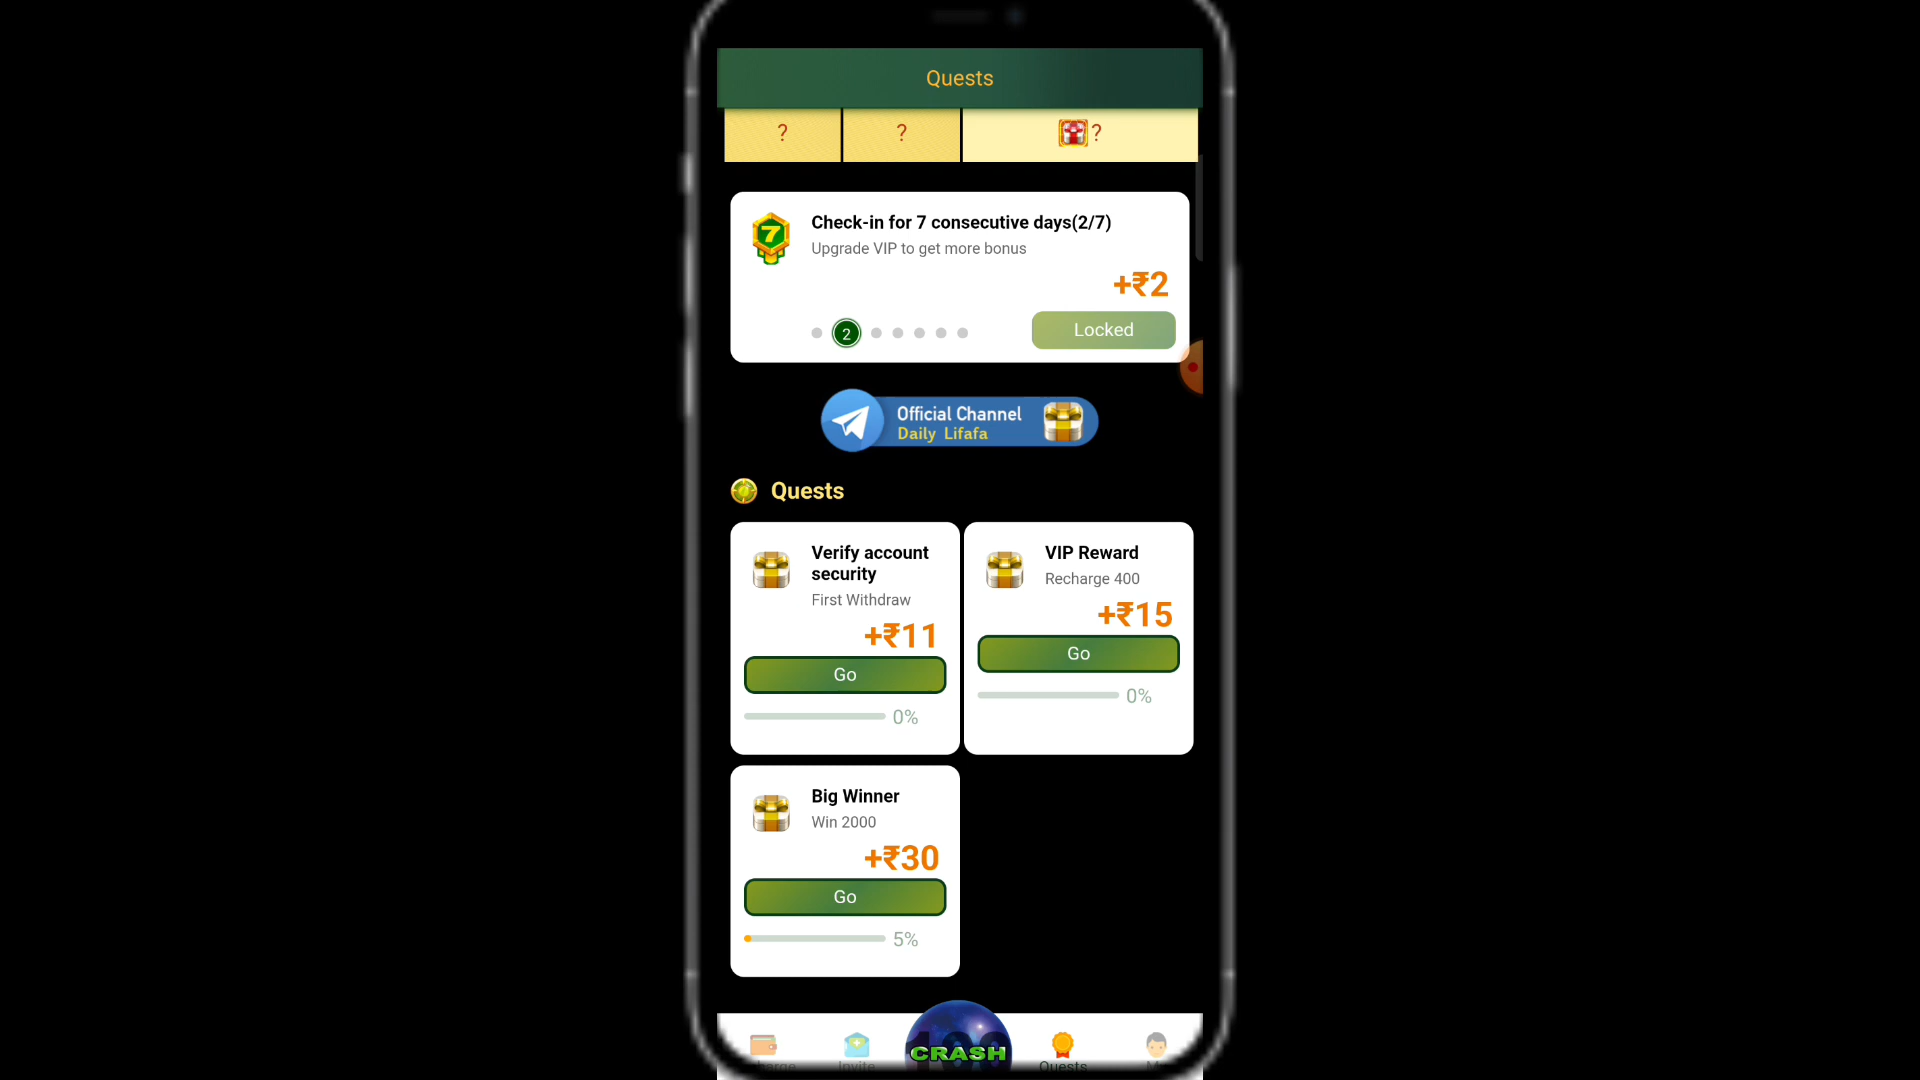 Quests
?
?
?
7
Check-in for 7 consecutive days(2/7)
Upgrade VIP to get more bonus
+₹2
2
Locked
Official Channel
Daily Lifafa
Quests
Verify account
security
First Withdraw
+₹11
Go
0%
VIP Reward
Recharge 400
+₹15
Go
0%
Big Winner
Win 2000
+₹30
Go
5%
CRASH
Invite
Quests